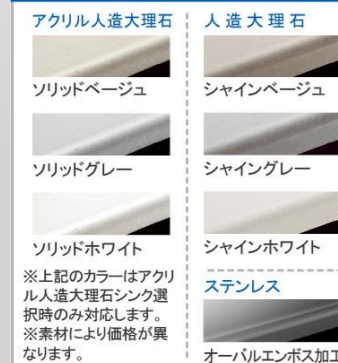 アクリル人造大理石
ソリッドベージュ
ソリッドグレー
ソリッドホワイト
※上記のカラーはアクリ
ル人造大理石シンク選
択時のみ対応します。
※素材により価格が異
なります。
人造大理石
シャインベージュ
シャイングレー
シャインホワイト
ステンレス
オーバルエンボス加工